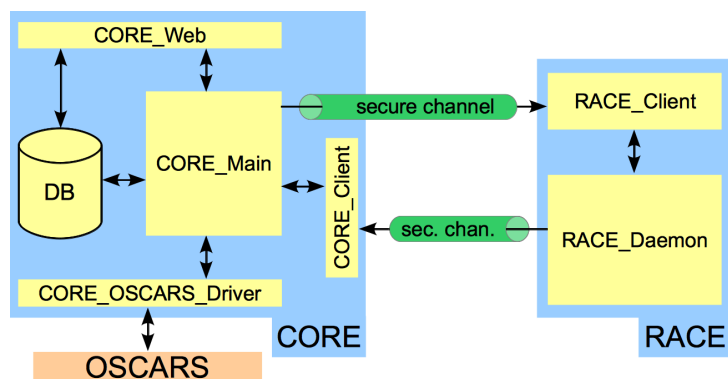 CORE_Web
secure channel
RACE_Client
CORE_Main
DB
CORE_Client
sec. chan.
RACE_Daemon
CORE_OSCARS_Driver
CORE
RACE
OSCARS